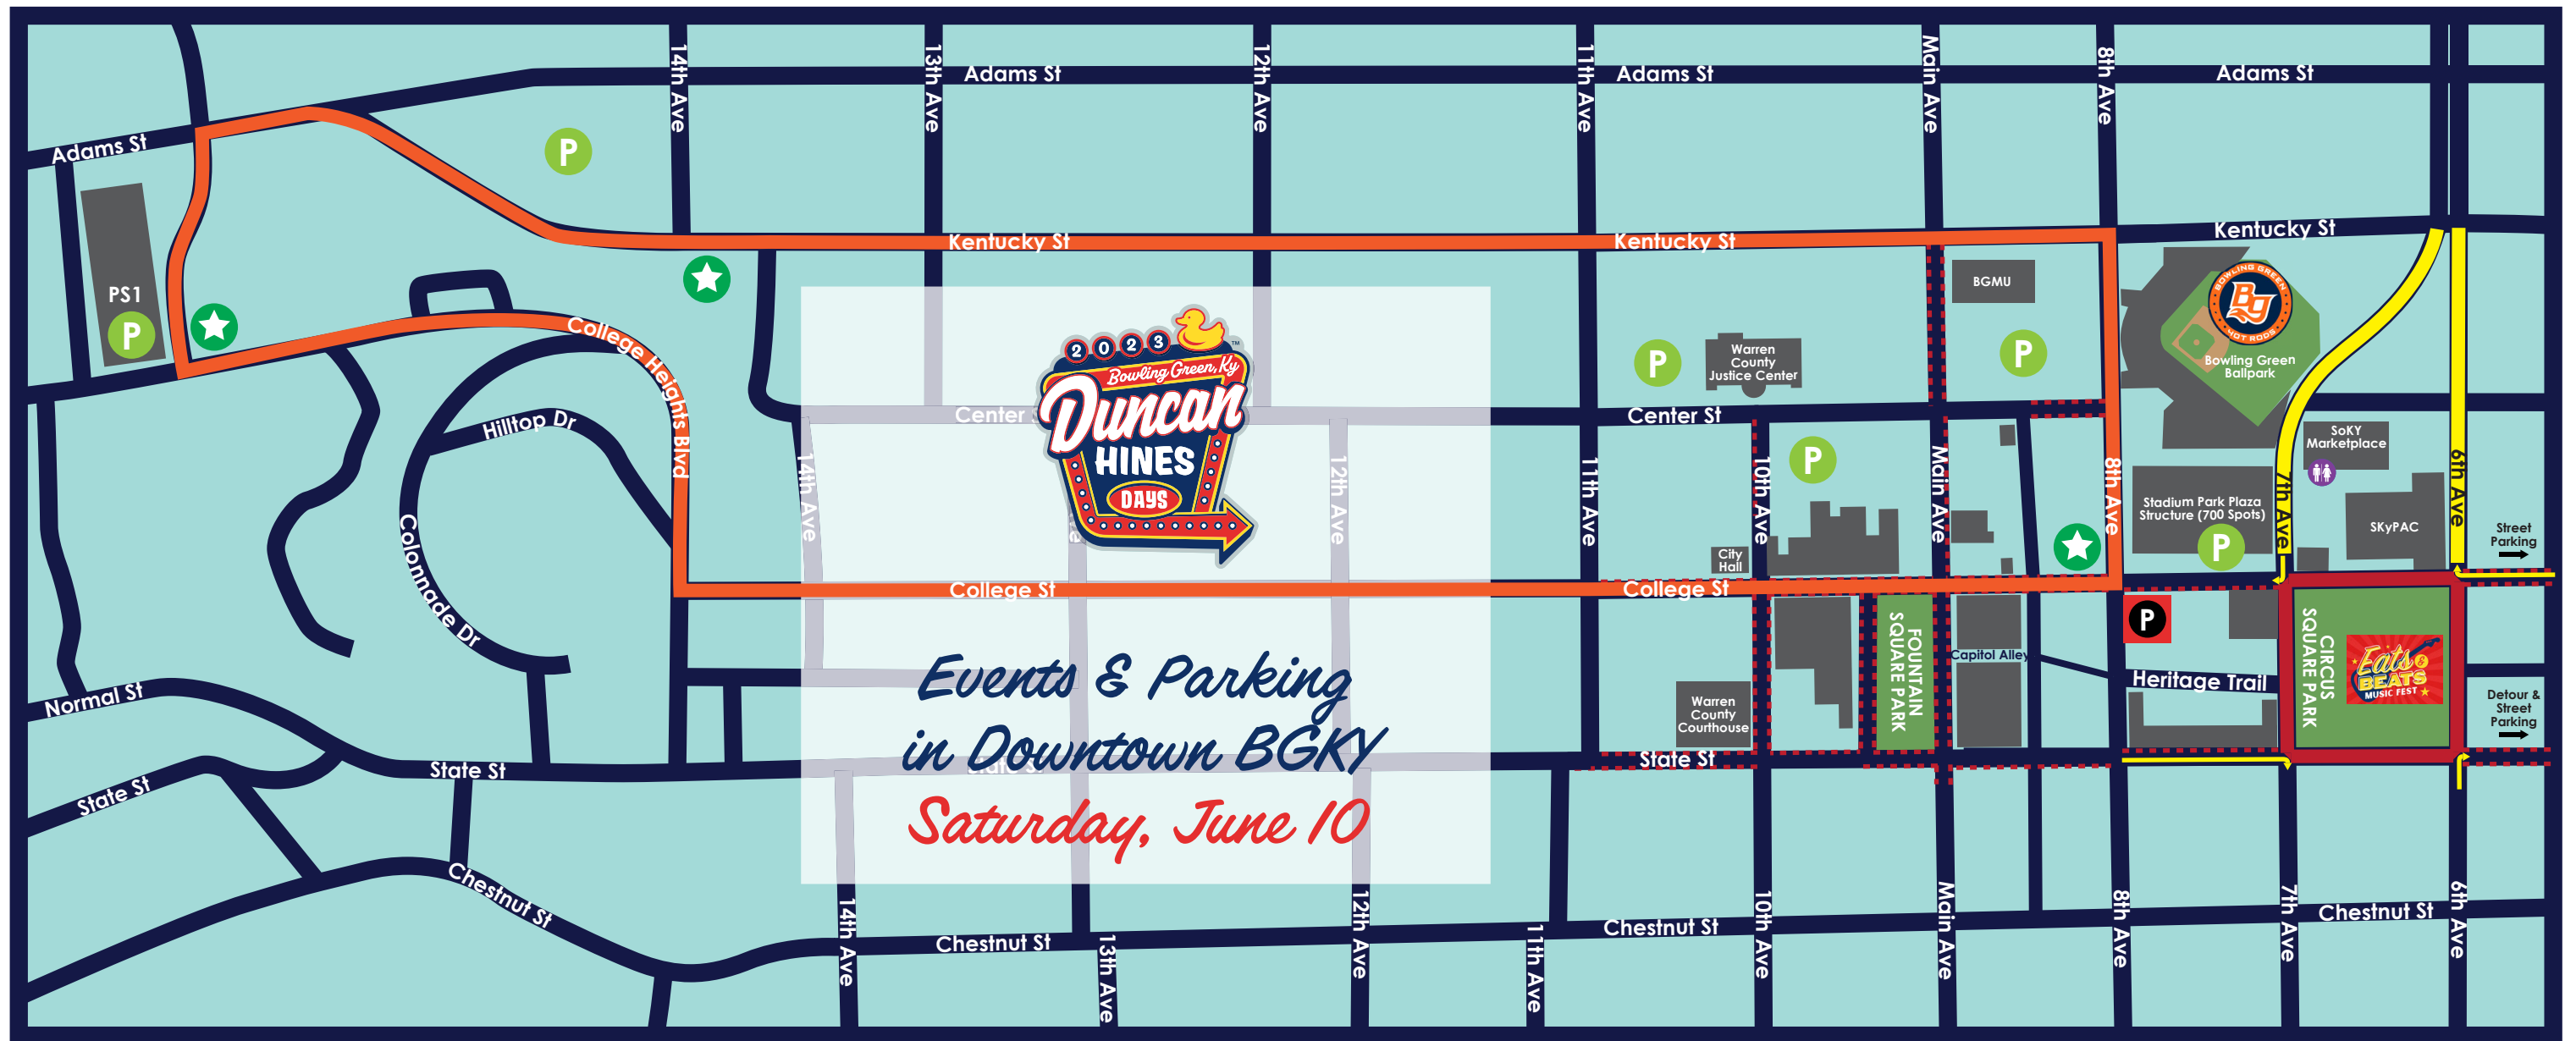 14th Ave
13th Ave
12th Ave
11th Ave
Main Ave
8th Ave
Adams St
Adams St
Adams St
Adams St
P
Kentucky St
Kentucky St
Kentucky St
PS1
P
College Heights Blvd
BGMU
BOWLING GREEN
BG
HOT RODS
Bowling Green
Ballpark
P
Warren
County
Justice Center
P
2023
TM
Bowling Green, Ky
Duncan
HINES
DAYS
Center
Center St
Hilltop Dr
Colonnade Dr
14th Ave
12th Ave
11th Ave
10th Ave
P
Main Ave
8th Ave
SoKY
Marketplace
7th Ave
6th Ave
Stadium Park Plaza
Structure (700 Spots)
P
SKyPAC
Street
Parking
City
Hall
College St
College St
P
FOUNTAIN
SQUARE PARK
Capitol Alley
Heritage Trail
CIRCUS
SQUARE PARK
Eats &
BEATS
MUSIC FEST
Detour &
Street
Parking
Warren
County
Courthouse
Events & Parking
in Downtown BGKY
Saturday, June 10
Normal St
State St
State St
State St
State St
Chestnut St
Chestnut St
Chestnut St
Chestnut St
14th Ave
13th Ave
12th Ave
11th Ave
10th Ave
Main Ave
8th Ave
7th Ave
6th Ave